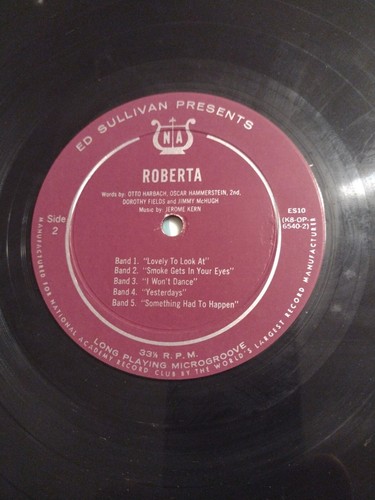 ED SULLIVAN PRESENTS
N A
ROBERTA
Words by: OTTO HARBACH, OSCAR HAMMERSTEIN, 2nd,
DOROTHY FIELDS and JIMMY McHUGH
Music by: JEROME KERN
Side
2
ES10
(K8-OP-
6540-2)
Band 1. "Lovely To Look At"
Band 2. "Smoke Gets In Your Eyes"
Band 3. "I Won't Dance"
Band 4. "Yesterdays"
Band 5. "Something Had To Happen"
33⅓ R.P.M.
LONG PLAYING MICROGROOVE
MANUFACTURED FOR NATIONAL ACADEMY RECORD CLUB BY THE WORLD'S LARGEST RECORD MANUFACTURER